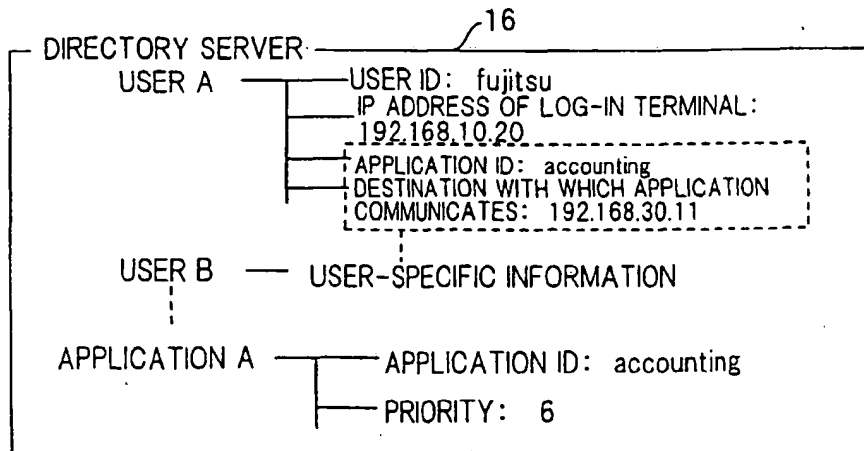 16
DIRECTORY SERVER
USER A
USER ID: fujitsu
IP ADDRESS OF LOG-IN TERMINAL:
192.168.10.20
APPLICATION ID: accounting
DESTINATION WITH WHICH APPLICATION
COMMUNICATES: 192.168.30.11
USER B
USER-SPECIFIC INFORMATION
APPLICATION A
APPLICATION ID: accounting
PRIORITY: 6